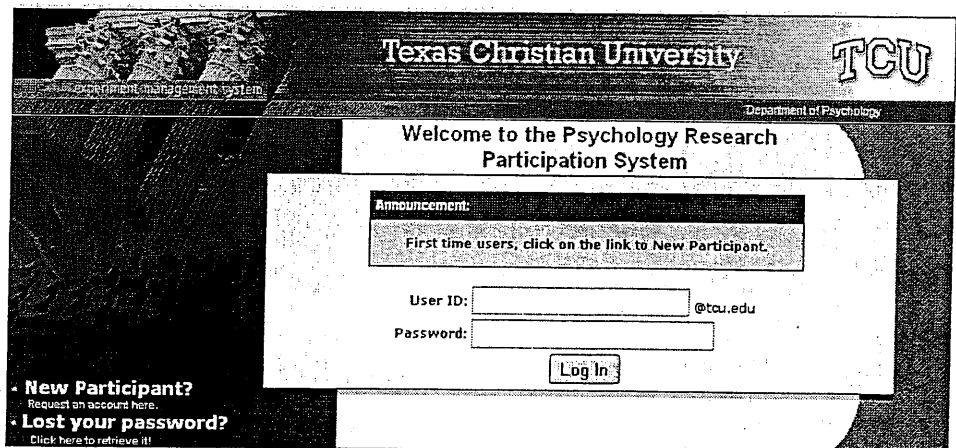 Texas Christian University
TCU
experiment management system
Department of Psychology
Welcome to the Psychology Research
Participation System
Announcement:
First time users, click on the link to New Participant.
User ID:
@tcu.edu
Password:
Log In
New Participant?
Request an account here.
Lost your password?
Click here to retrieve it!